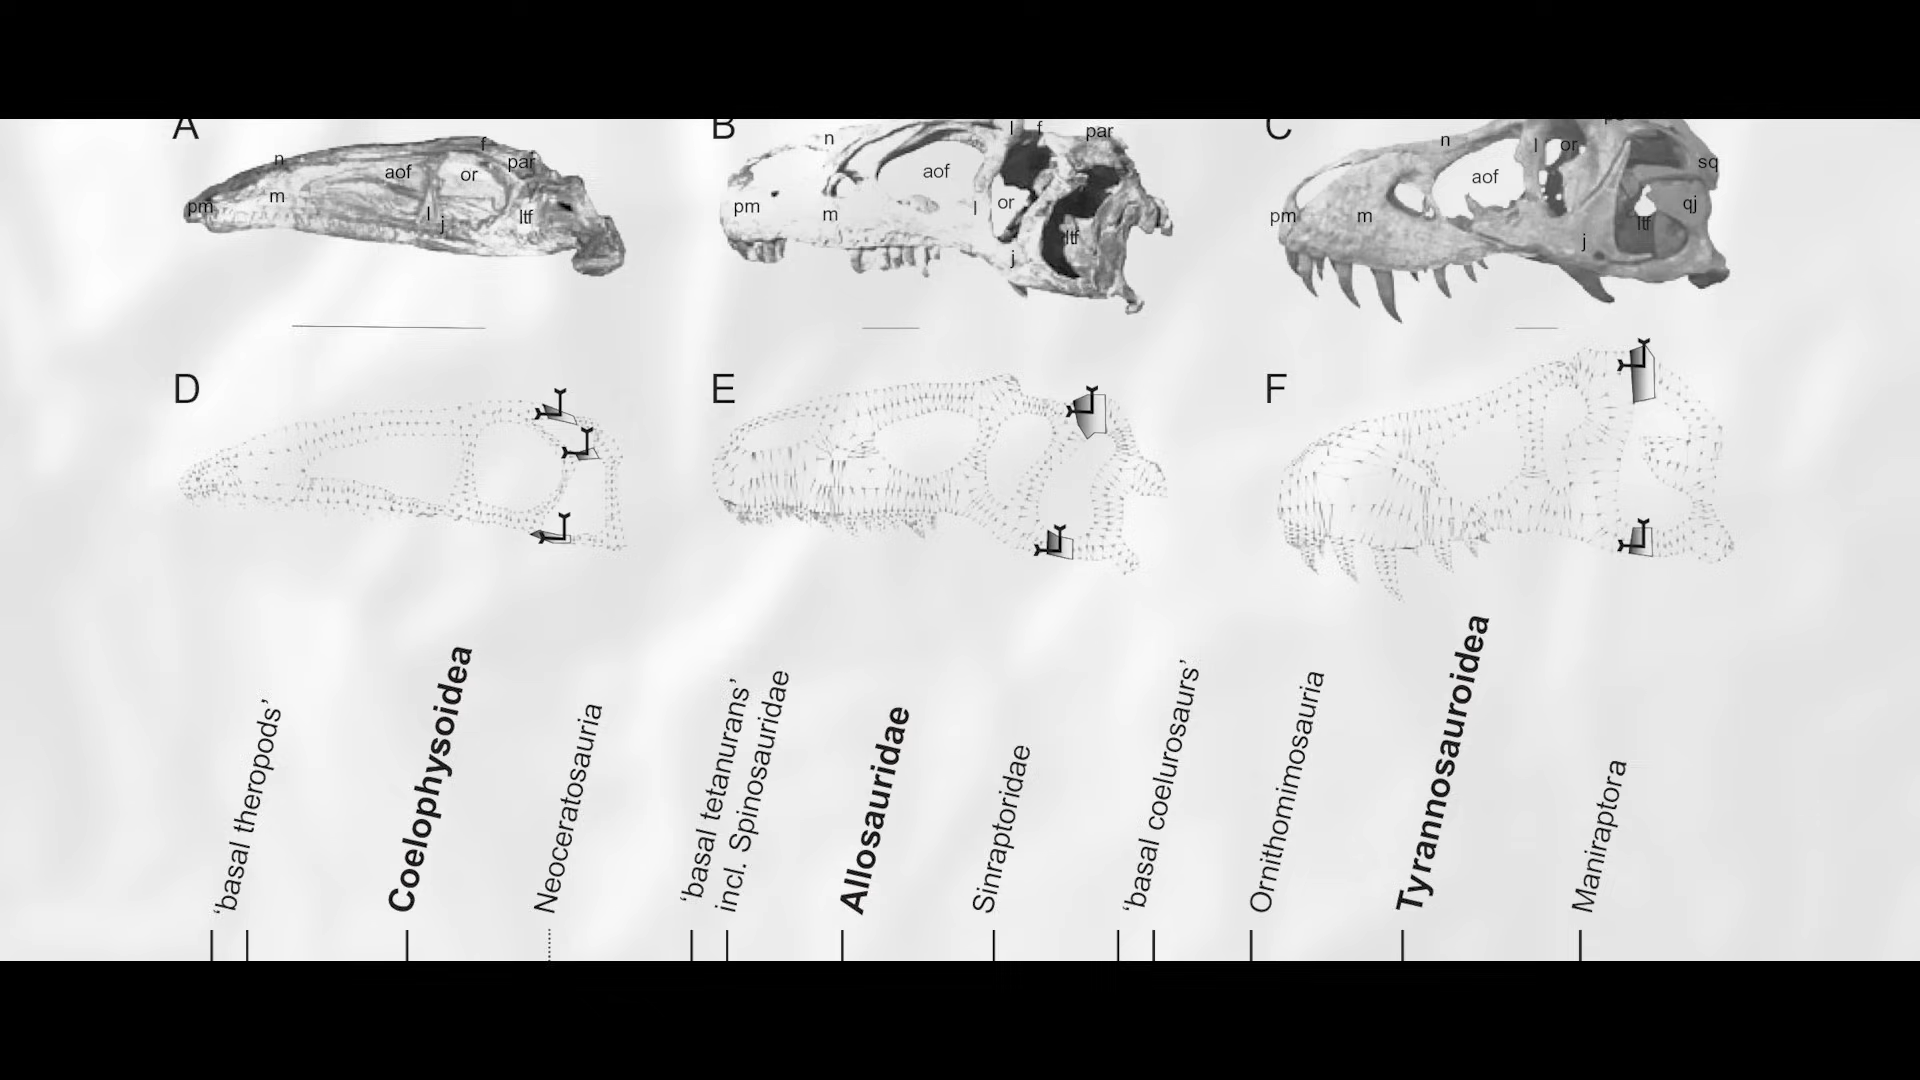 A
B
C
n
f
par
aof
or
m
pm
l
j
ltf
n
l
f
par
aof
pm
m
l
or
ltf
j
n
l
or
sq
aof
qj
pm
m
ltf
j
D
E
F
‘basal theropods’
Coelophysoidea
Neoceratosauria
‘basal tetanurans’
incl. Spinosauridae
Allosauridae
Sinraptoridae
‘basal coelurosaurs’
Ornithomimosauria
Tyrannosauroidea
Maniraptora